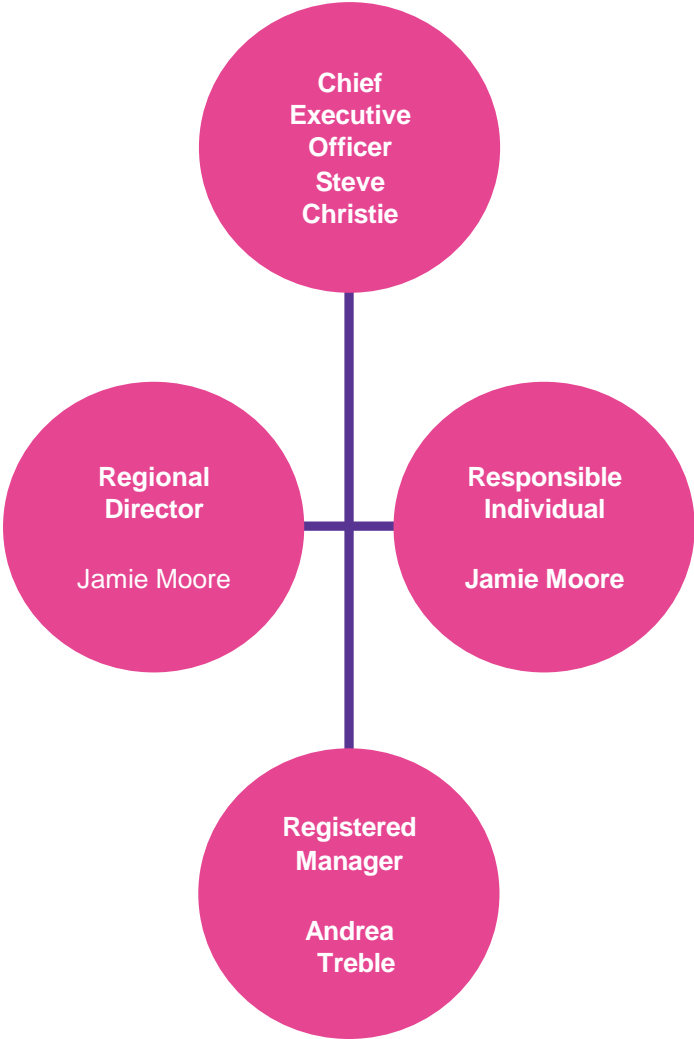 Chief
Executive
Officer
Steve
Christie
Regional
Director
Jamie Moore
Responsible
Individual
Jamie Moore
Registered
Manager
Andrea
Treble